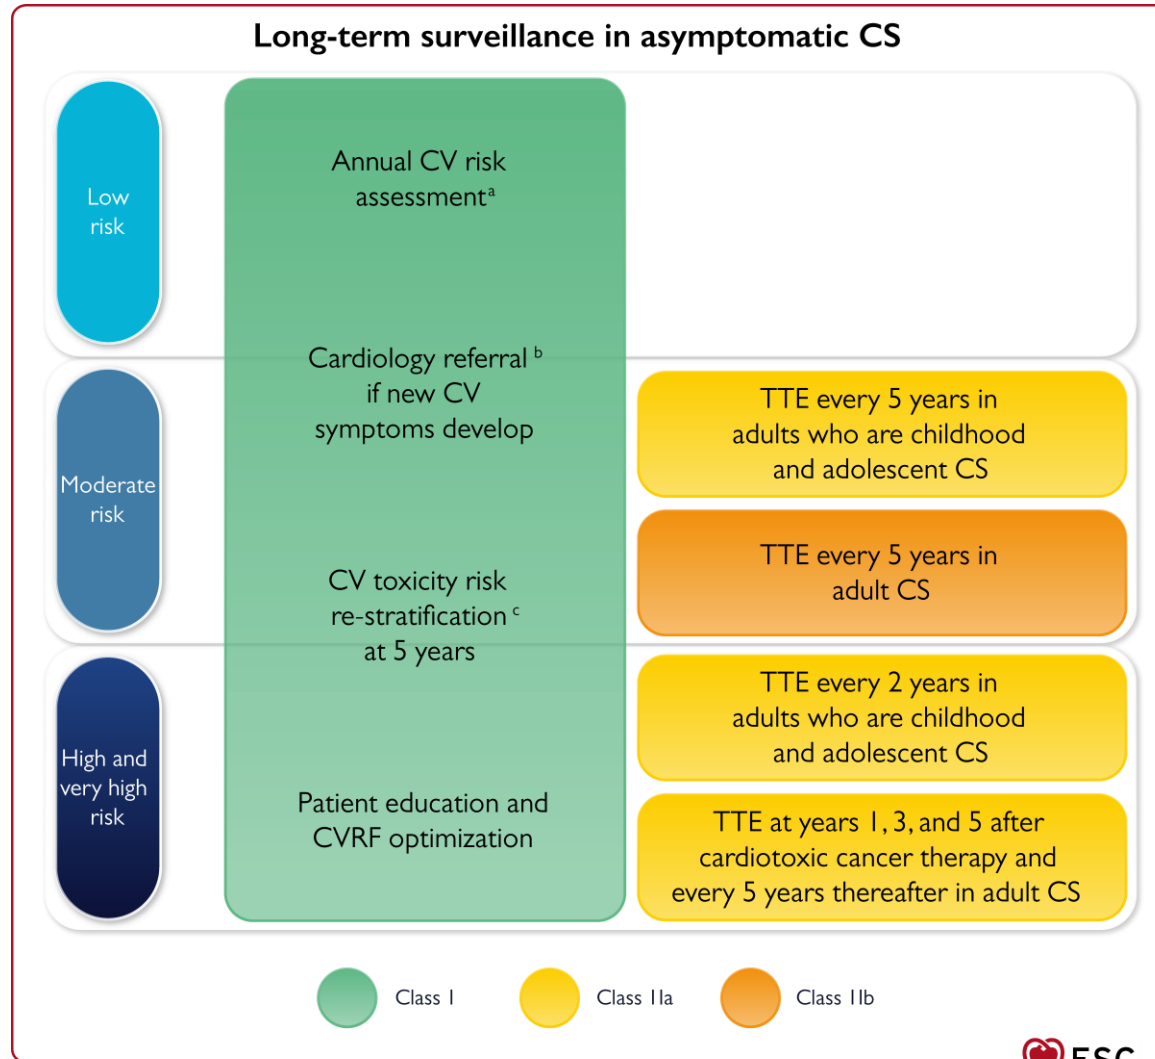 Long-term surveillance in asymptomatic CS
Low
risk
Annual CV risk
assessment a
Cardiology referral b
if new CV
symptoms develop
Moderate
risk
TTE every 5 years in
adults who are childhood
and adolescent CS
TTE every 5 years in
adult CS
CV toxicity risk
re-stratification c
at 5 years
High and
very high
risk
Patient education and
CVRF optimization
TTE every 2 years in
adults who are childhood
and adolescent CS
TTE at years 1, 3, and 5 after
cardiotoxic cancer therapy and
every 5 years thereafter in adult CS
Class I
Class IIa
Class IIb
ESC